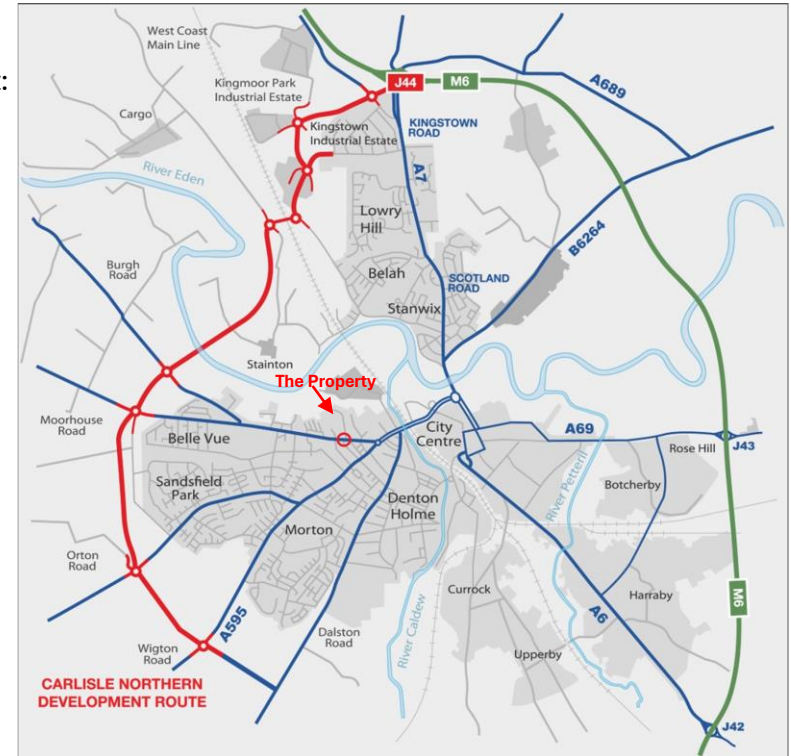 t:
West Coast
Main Line
Kingmoor Park
Industrial Estate
J44
M6
A689
Cargo
Kingstown
Industrial Estate
KINGSTOWN
ROAD
A7
River Eden
Lowry
Hill
B6264
Burgh
Road
Belah
SCOTLAND
ROAD
Stanwix
Stainton
The Property
Moorhouse
Road
Belle Vue
City
Centre
A69
Rose Hill
J43
Sandsfield
Park
Denton
Holme
River Petteril
Botcherby
Morton
Orton
Road
Currock
Harraby
M6
A595
A6
Wigton
Road
Dalston
Road
River Caldew
Upperby
CARLISLE NORTHERN
DEVELOPMENT ROUTE
J42